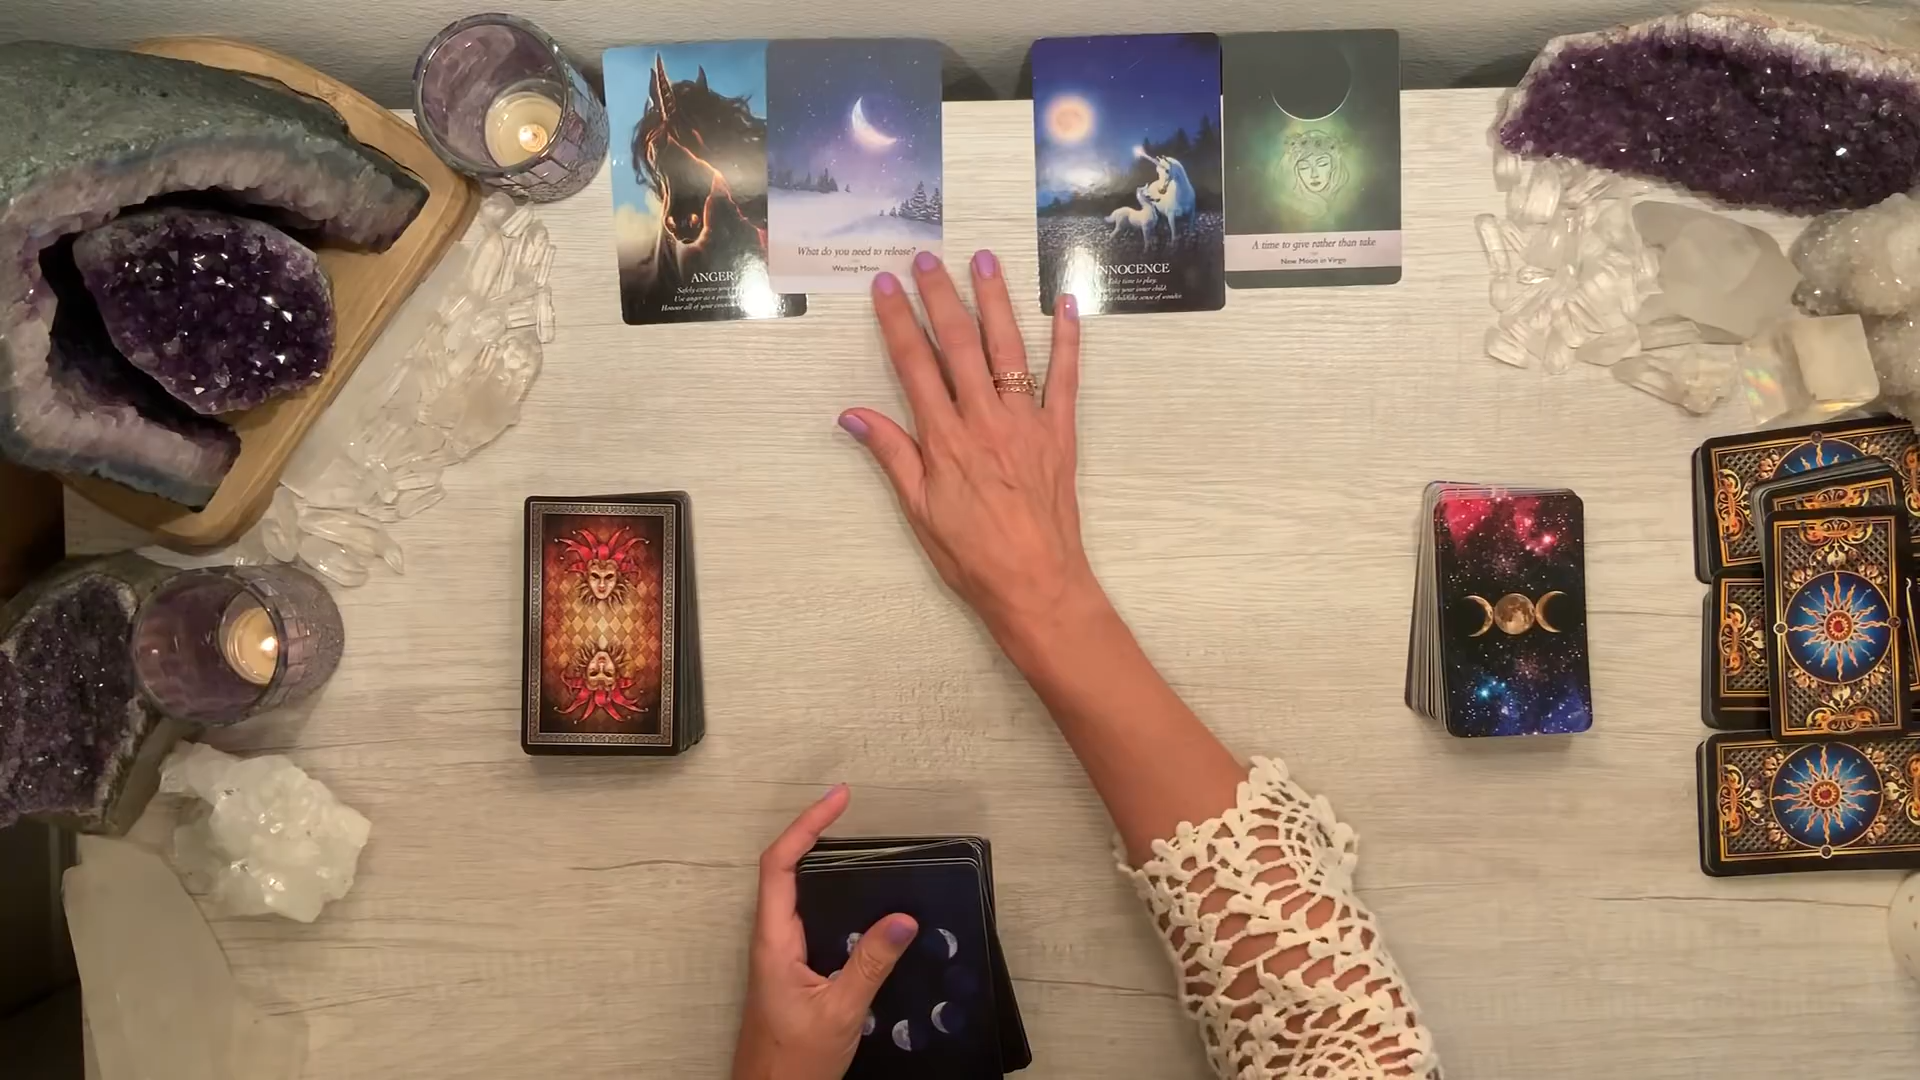 ANGER
Safely express your
Use anger as a
Honour all of your
What do you need to release?
Waning Moon
NNOCENCE
Take time to play.
your inner child.
a childlike sense of wonder
A time to give rather than take
New Moon in Virgo